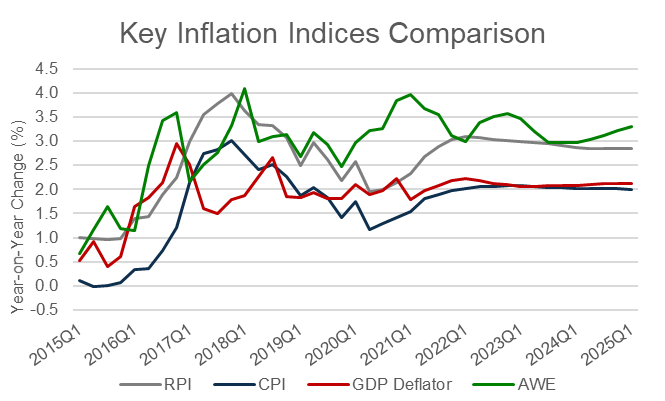 Key Inflation Indices Comparison
Year-on-Year Change (%)
4.5
4.0
3.5
3.0
2.5
2.0
1.5
1.0
0.5
0.0
-0.5
2015Q1
2016Q1
2017Q1
2018Q1
2019Q1
2020Q1
2021Q1
2022Q1
2023Q1
2024Q1
2025Q1
RPI CPI GDP Deflator AWE